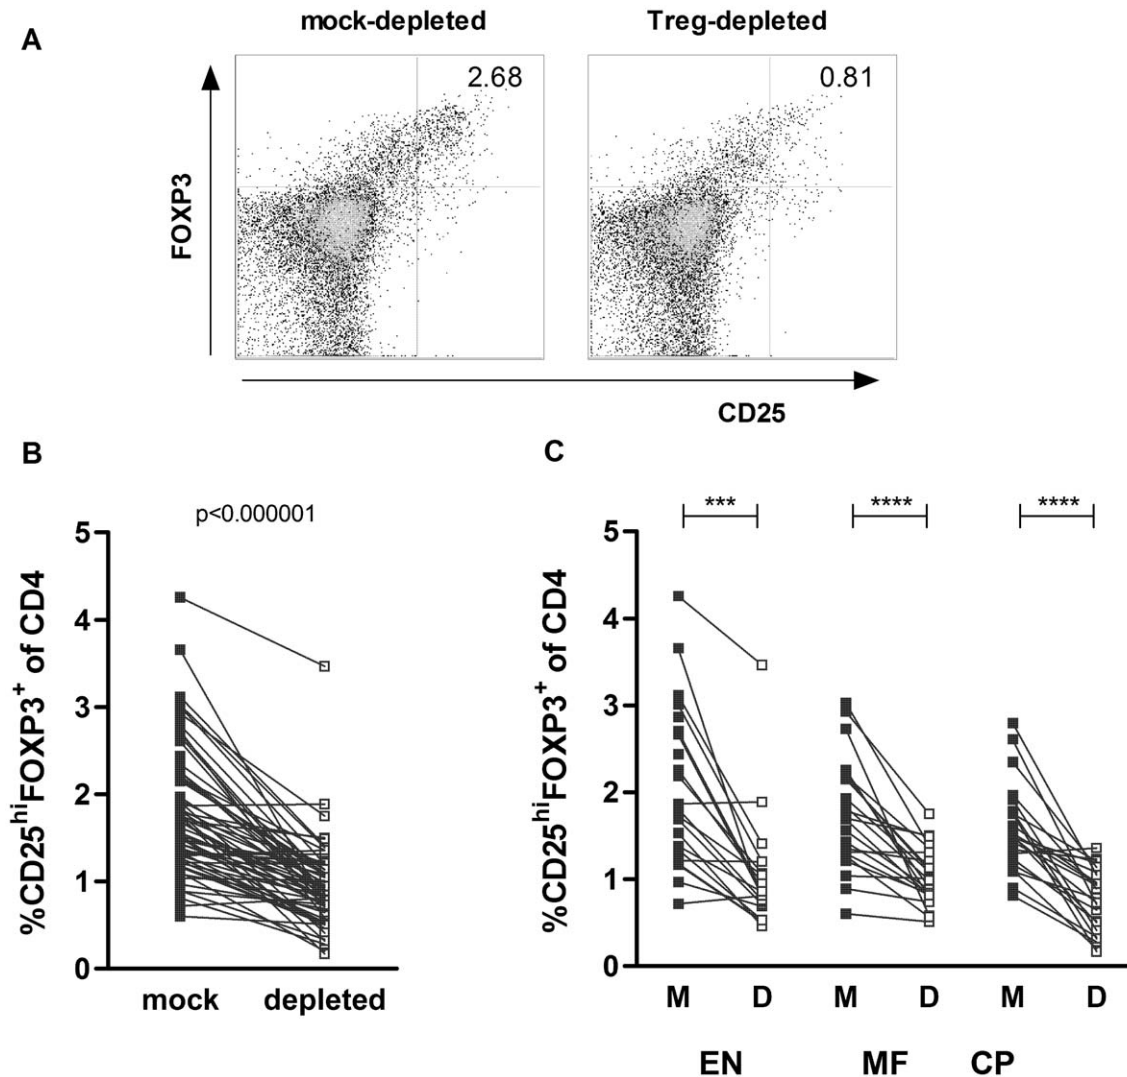 A
mock-depleted
Treg-depleted
2.68
0.81
FOXP3
CD25
B
p<0.000001
5
4
3
2
1
0
%CD25hiFOXP3+ of CD4
mock
depleted
C
***
****
****
5
4
3
2
1
0
%CD25hiFOXP3+ of CD4
M
D
M
D
M
D
EN
MF
CP